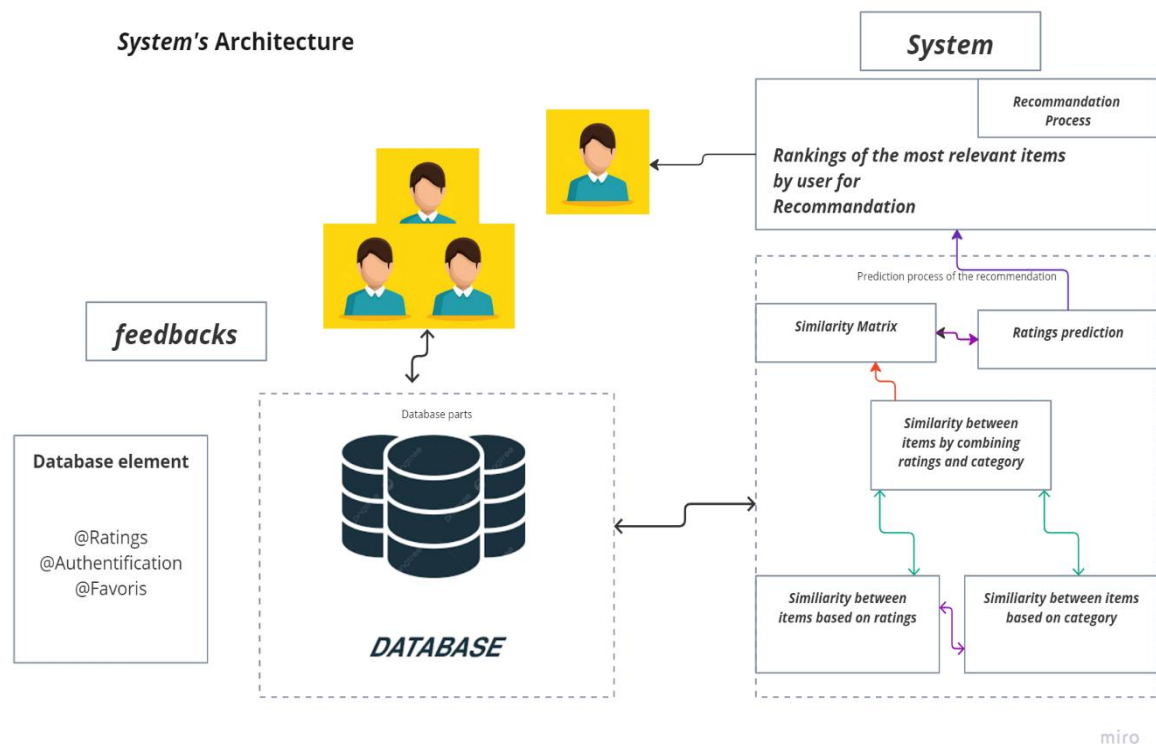 System's Architecture
System
Recommandation
Process
Rankings of the most relevant items
by user for
Recommandation
Prediction process of the recommendation
Similarity Matrix
Ratings prediction
feedbacks
Similarity between
items by combining
ratings and category
Database parts
Database element
@Ratings
@Authentification
@Favoris
DATABASE
Similiarity between
items based on ratings
Similiarity between items
based on category
miro